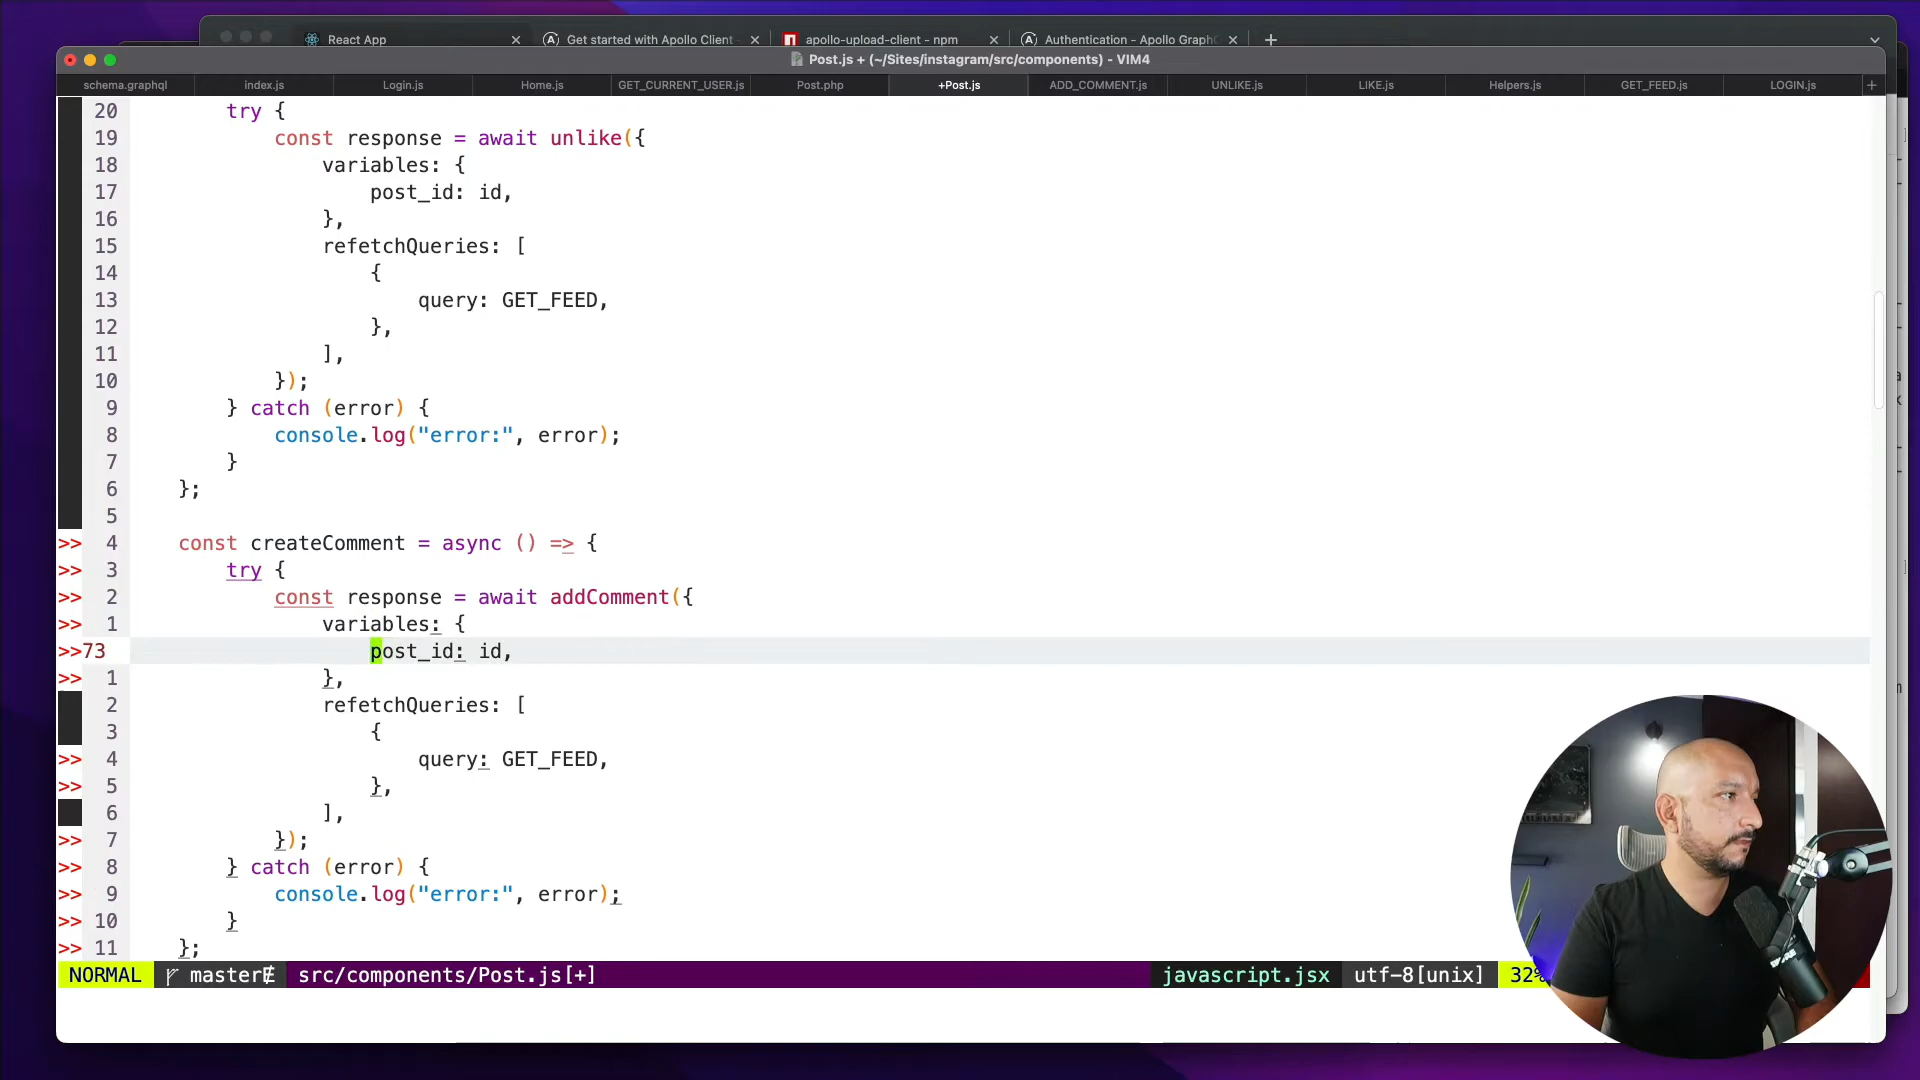 React App
Get started with Apollo Client
apollo-upload-client - npm
Authentication - Apollo Graph
Post.js + (~/Sites/instagram/src/components) - VIM4
schema.graphql
index.js
Login.js
Home.js
GET_CURRENT_USER.js
Post.php
+Post.js
ADD_COMMENT.js
UNLIKE.js
LIKE.js
Helpers.js
GET_FEED.js
LOGIN.js
20 try {
19 const response = await unlike({
18 variables: {
17 post_id: id,
16 },
15 refetchQueries: [
14 {
13 query: GET_FEED,
12 },
11 ],
10 });
9 } catch (error) {
8 console.log("error:", error);
7 }
6 };
5
>> 4 const createComment = async () => {
>> 3 try {
>> 2 const response = await addComment({
>> 1 variables: {
>>73 post_id: id,
>> 1 },
2 refetchQueries: [
3 {
>> 4 query: GET_FEED,
>> 5 },
6 ],
>> 7 });
>> 8 } catch (error) {
>> 9 console.log("error:", error);
>> 10 }
>> 11 };
NORMAL master src/components/Post.js[+] javascript.jsx utf-8[unix] 32%